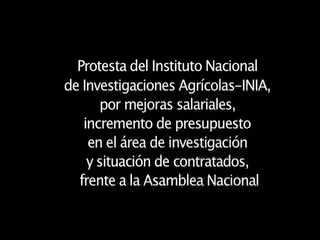 Protesta del Instituto Nacional
de Investigaciones Agrícolas-INIA,
por mejoras salariales,
incremento de presupuesto
en el área de investigación
y situación de contratados,
frente a la Asamblea Nacional